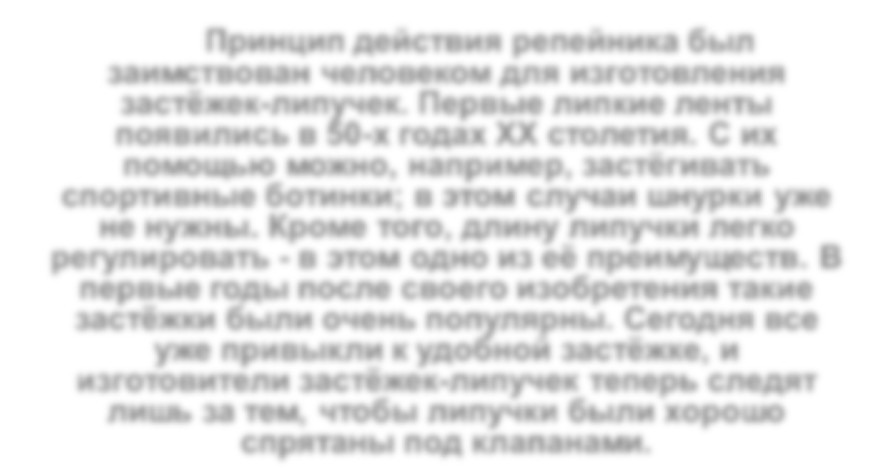 Принцип действия репейника был
заимствован человеком для изготовления
застёжек-липучек. Первые липкие ленты
появились в 50-х годах XX столетия. С их
помощью можно, например, застёгивать
спортивные ботинки; в этом случаи шнурки уже
не нужны. Кроме того, длину липучки легко
регулировать - в этом одно из её преимуществ. В
первые годы после своего изобретения такие
застёжки были очень популярны. Сегодня все
уже привыкли к удобной застёжке, и
изготовители застёжек-липучек теперь следят
лишь за тем, чтобы липучки были хорошо
спрятаны под клапанами.